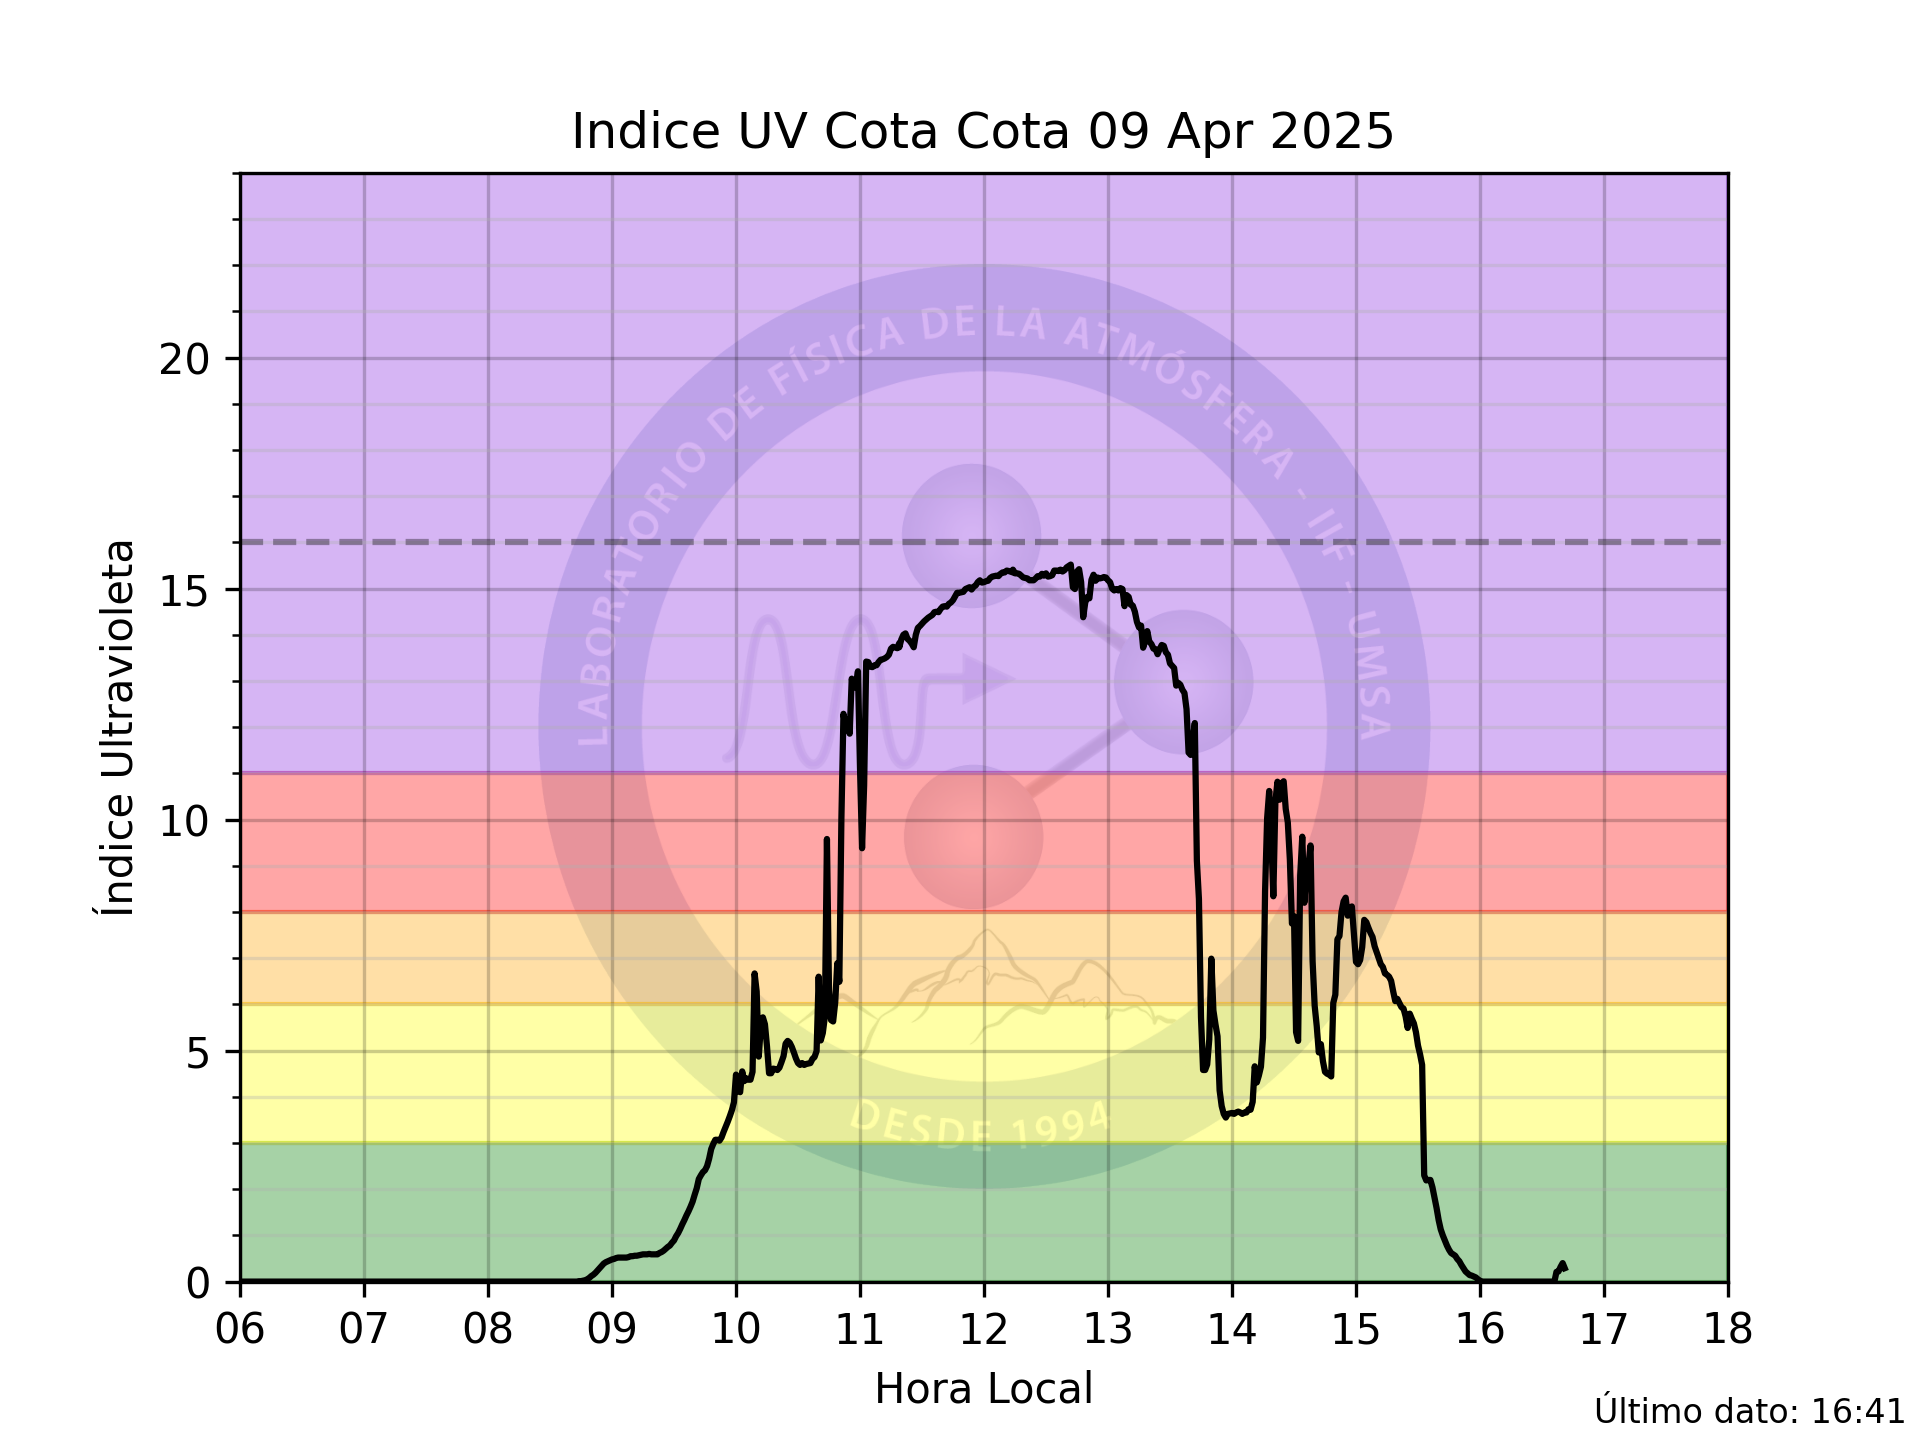 Indice UV Cota Cota 09 Apr 2025
LABORATORIO DE FÍSICA DE LA ATMÓSFERA - IIF - UMSA
20
15
10
5
0
Índice Ultravioleta
DESDE 1994
06 07 08 09 10 11 12 13 14 15 16 17 18
Hora Local
Último dato: 16:41